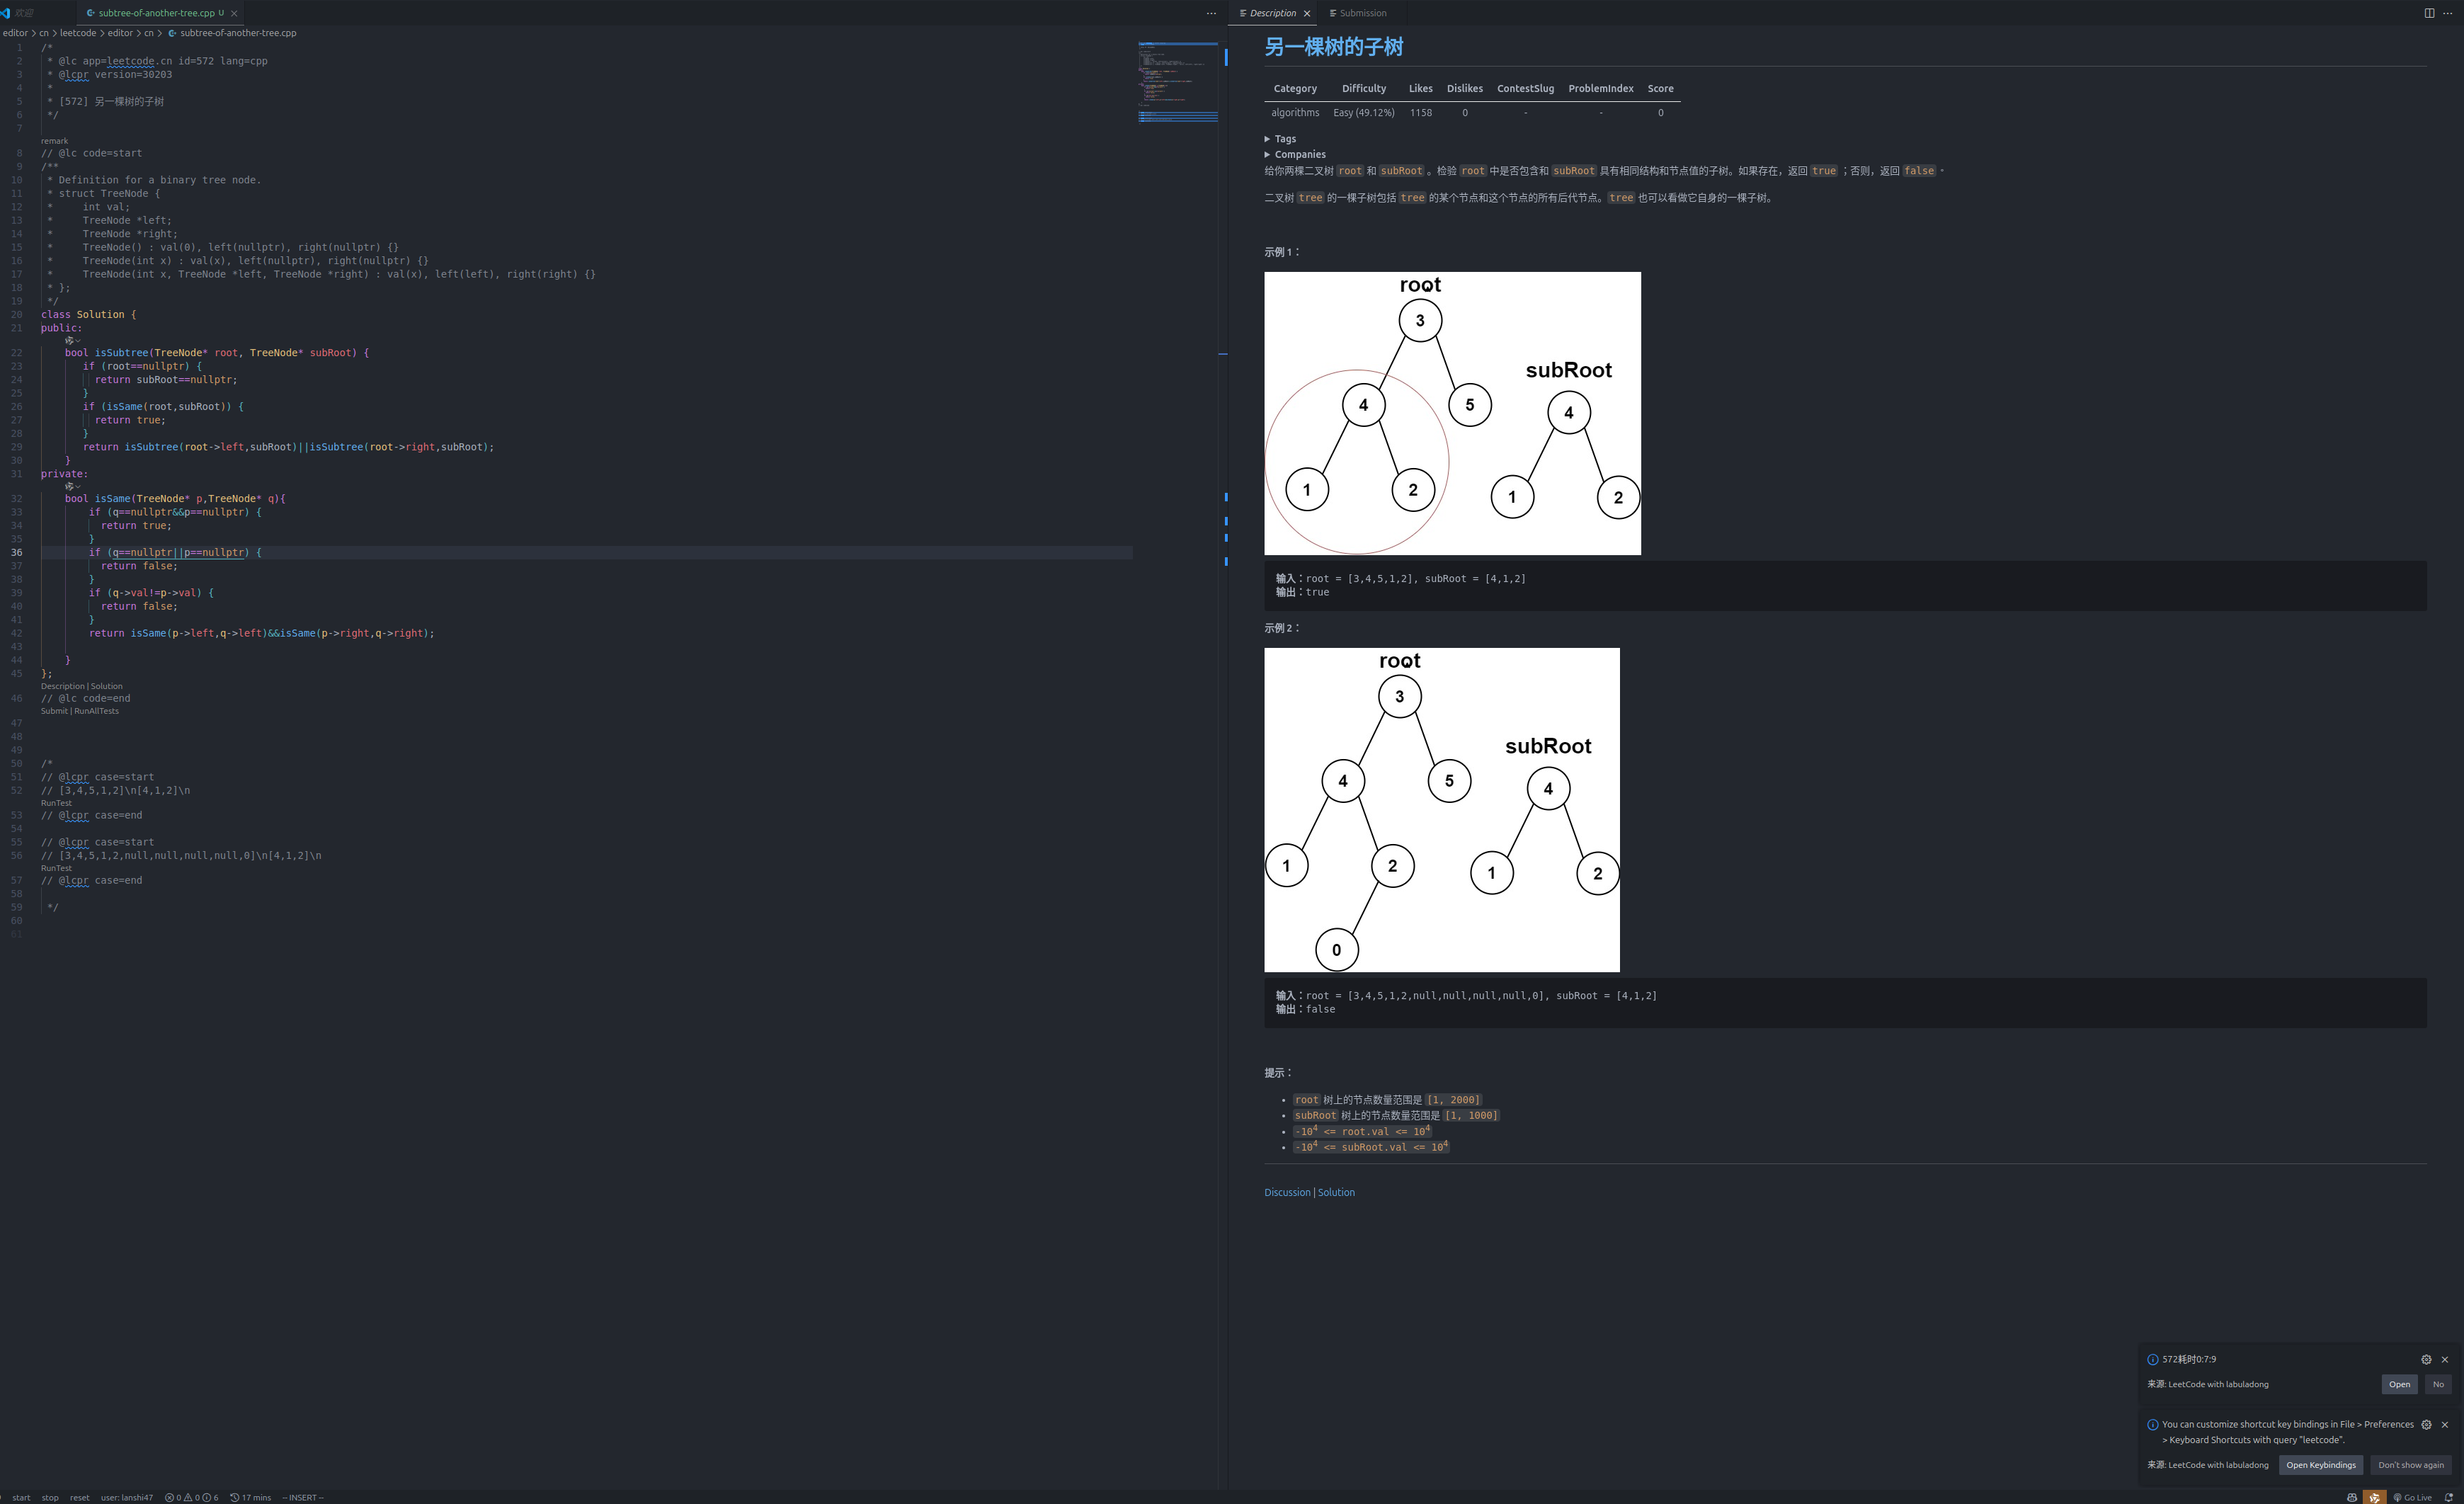 欢迎
subtree-of-another-tree.cpp U
editor > cn > leetcode > editor > cn > subtree-of-another-tree.cpp
1 /*
2  * @lc app=leetcode.cn id=572 lang=cpp
3  * @lcpr version=30203
4  *
5  * [572] 另一棵树的子树
6  */
7
remark
8 // @lc code=start
9 /**
10  * Definition for a binary tree node.
11  * struct TreeNode {
12  *     int val;
13  *     TreeNode *left;
14  *     TreeNode *right;
15  *     TreeNode() : val(0), left(nullptr), right(nullptr) {}
16  *     TreeNode(int x) : val(x), left(nullptr), right(nullptr) {}
17  *     TreeNode(int x, TreeNode *left, TreeNode *right) : val(x), left(left), right(right) {}
18  * };
19  */
20 class Solution {
21 public:
22     bool isSubtree(TreeNode* root, TreeNode* subRoot) {
23        if (root==nullptr) {
24          return subRoot==nullptr;
25        }
26        if (isSame(root,subRoot)) {
27          return true;
28        }
29        return isSubtree(root->left,subRoot)||isSubtree(root->right,subRoot);
30     }
31 private:
32     bool isSame(TreeNode* p,TreeNode* q){
33         if (q==nullptr&&p==nullptr) {
34           return true;
35         }
36         if (q==nullptr||p==nullptr) {
37           return false;
38         }
39         if (q->val!=p->val) {
40           return false;
41         }
42         return isSame(p->left,q->left)&&isSame(p->right,q->right);
43
44     }
45 };
Description | Solution
46 // @lc code=end
Submit | RunAllTests
47
48
49
50 /*
51 // @lcpr case=start
52 // [3,4,5,1,2]\n[4,1,2]\n
RunTest
53 // @lcpr case=end
54
55 // @lcpr case=start
56 // [3,4,5,1,2,null,null,null,null,0]\n[4,1,2]\n
RunTest
57 // @lcpr case=end
58
59  */
60
61
Description
Submission
另一棵树的子树
Category Difficulty Likes Dislikes ContestSlug ProblemIndex Score
algorithms Easy (49.12%) 1158 0 - - 0
Tags
Companies
给你两棵二叉树 root 和 subRoot 。检验 root 中是否包含和 subRoot 具有相同结构和节点值的子树。如果存在，返回 true ；否则，返回 false 。
二叉树 tree 的一棵子树包括 tree 的某个节点和这个节点的所有后代节点。tree 也可以看做它自身的一棵子树。
示例 1：
root
3
subRoot
4 5 4
1 2 1 2
输入：root = [3,4,5,1,2], subRoot = [4,1,2]
输出：true
示例 2：
root
3
subRoot
4 5 4
1 2 1 2
0
输入：root = [3,4,5,1,2,null,null,null,null,0], subRoot = [4,1,2]
输出：false
提示：
• root 树上的节点数量范围是 [1, 2000]
• subRoot 树上的节点数量范围是 [1, 1000]
• -10⁴ <= root.val <= 10⁴
• -10⁴ <= subRoot.val <= 10⁴
Discussion | Solution
572耗时0:7:9
来源: LeetCode with labuladong Open No
You can customize shortcut key bindings in File > Preferences
> Keyboard Shortcuts with query "leetcode".
来源: LeetCode with labuladong Open Keybindings Don't show again
start stop reset user: lanshi47 0 0 6 17 mins -- INSERT -- Go Live